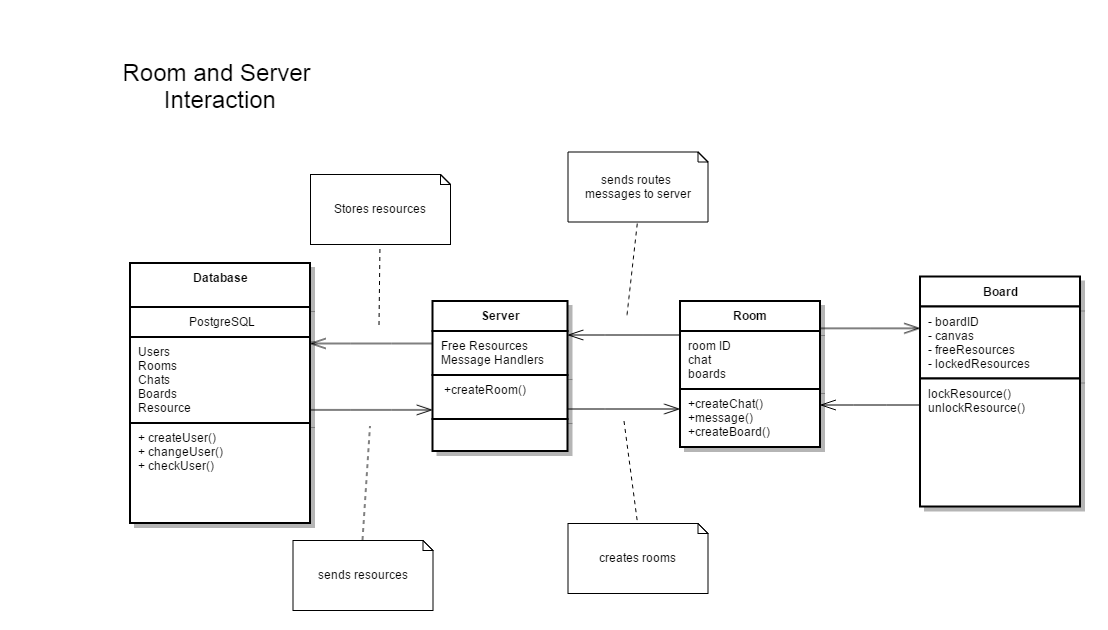 Room and Server
Interaction
Stores resources
sends routes
messages to server
Database
PostgreSQL
Users
Rooms
Chats
Boards
Resource
+ createUser()
+ changeUser()
+ checkUser()
Server
Free Resources
Message Handlers
+createRoom()
Room
room ID
chat
boards
+createChat()
+message()
+createBoard()
Board
- boardID
- canvas
- freeResources
- lockedResources
lockResource()
unlockResource()
sends resources
creates rooms